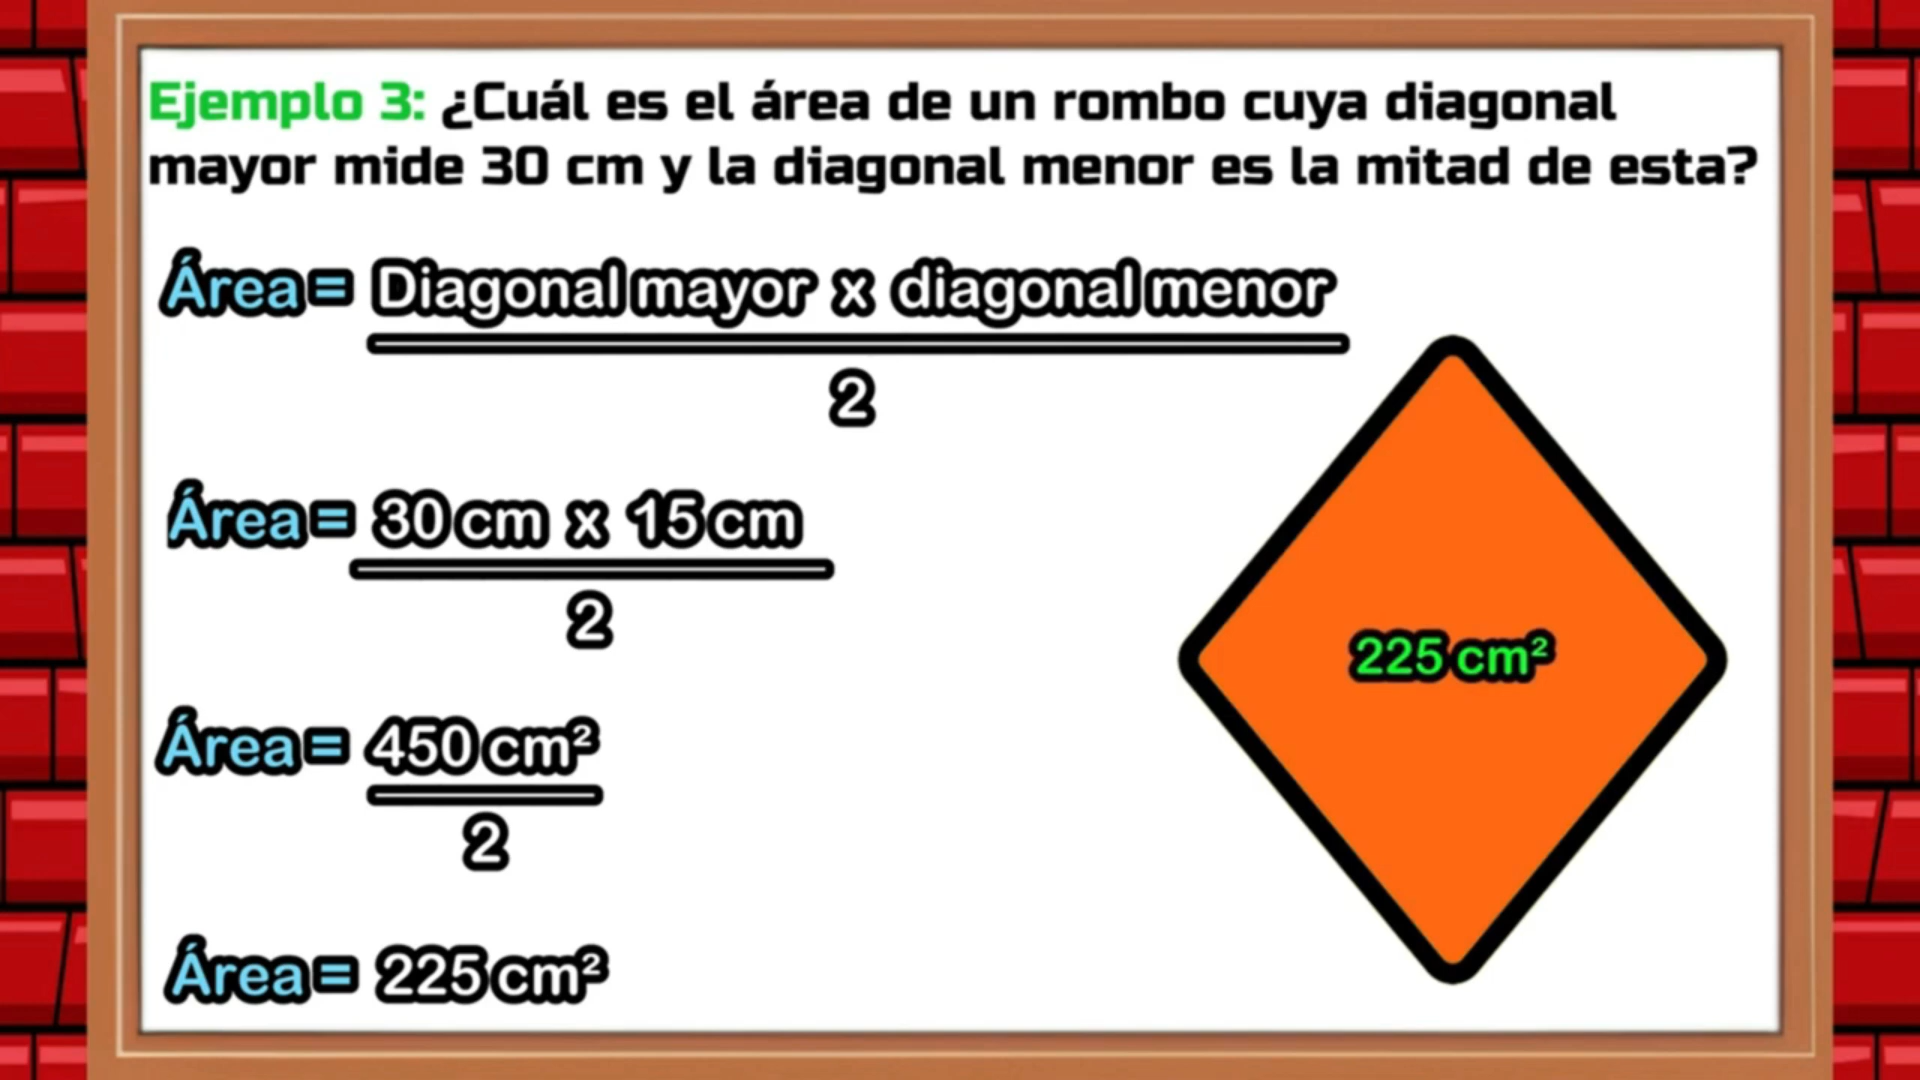 Ejemplo 3: ¿Cuál es el área de un rombo cuya diagonal
mayor mide 30 cm y la diagonal menor es la mitad de esta?
Área= Diagonal mayor x diagonal menor
2
Área= 30 cm x 15 cm
2
Área= 450 cm²
2
Área= 225 cm²
225 cm²